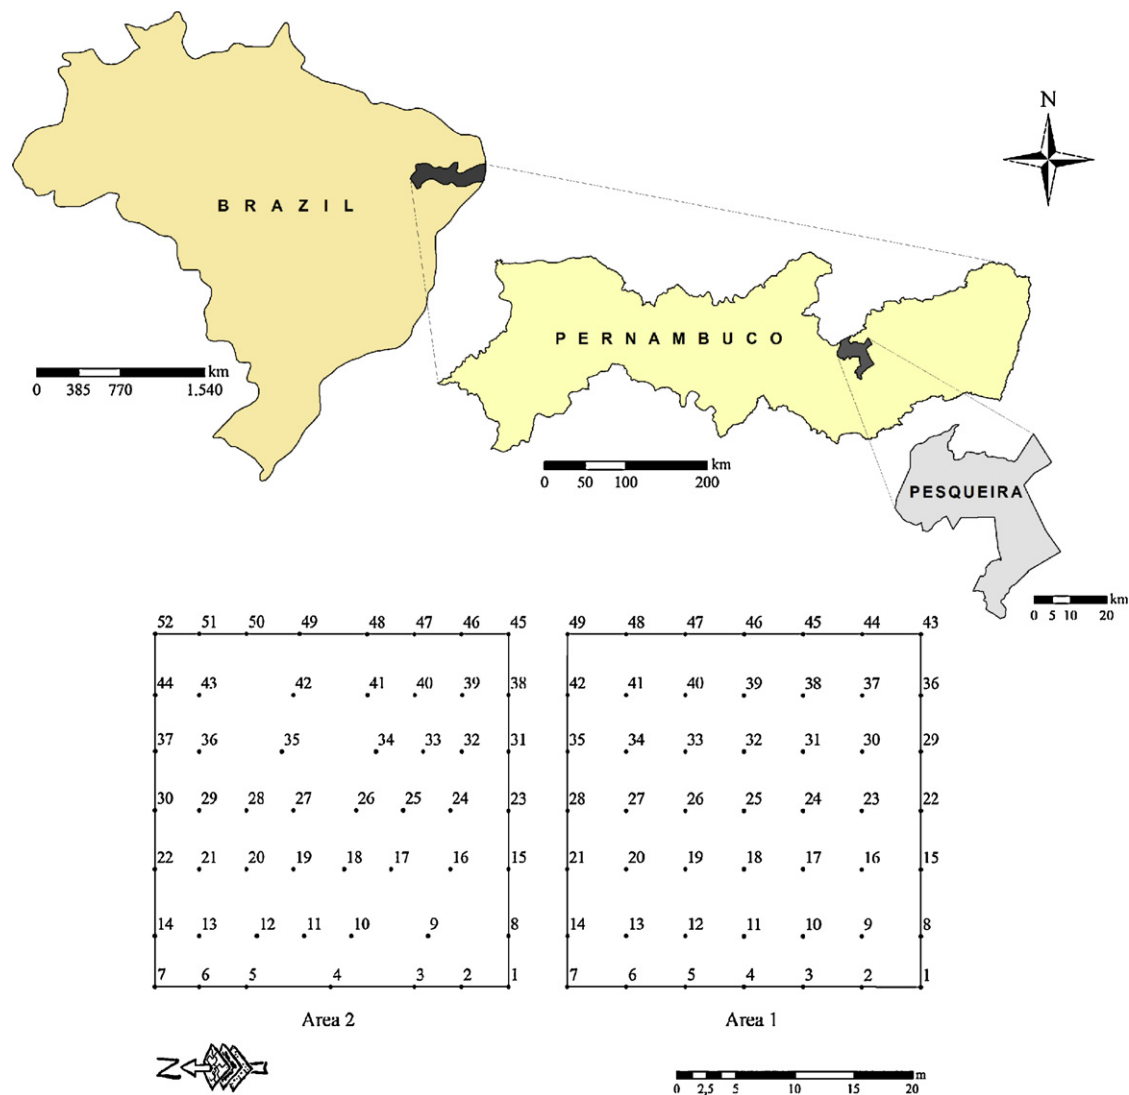 N
BRAZIL
PERNAMBUCO
km
0 385 770 1.540
km
0 50 100 200
PESQUEIRA
km
0 5 10 20
52 51 50 49 48 47 46 45 49 48 47 46 45 44 43
44 43 42 41 40 39 38 42 41 40 39 38 37 36
37 36 35 34 33 32 31 35 34 33 32 31 30 29
30 29 28 27 26 25 24 23 28 27 26 25 24 23 22
22 21 20 19 18 17 16 15 21 20 19 18 17 16 15
14 13 12 11 10 9 8 14 13 12 11 10 9 8
7 6 5 4 3 2 1 7 6 5 4 3 2 1
Area 2 Area 1
N
m
0 2,5 5 10 15 20